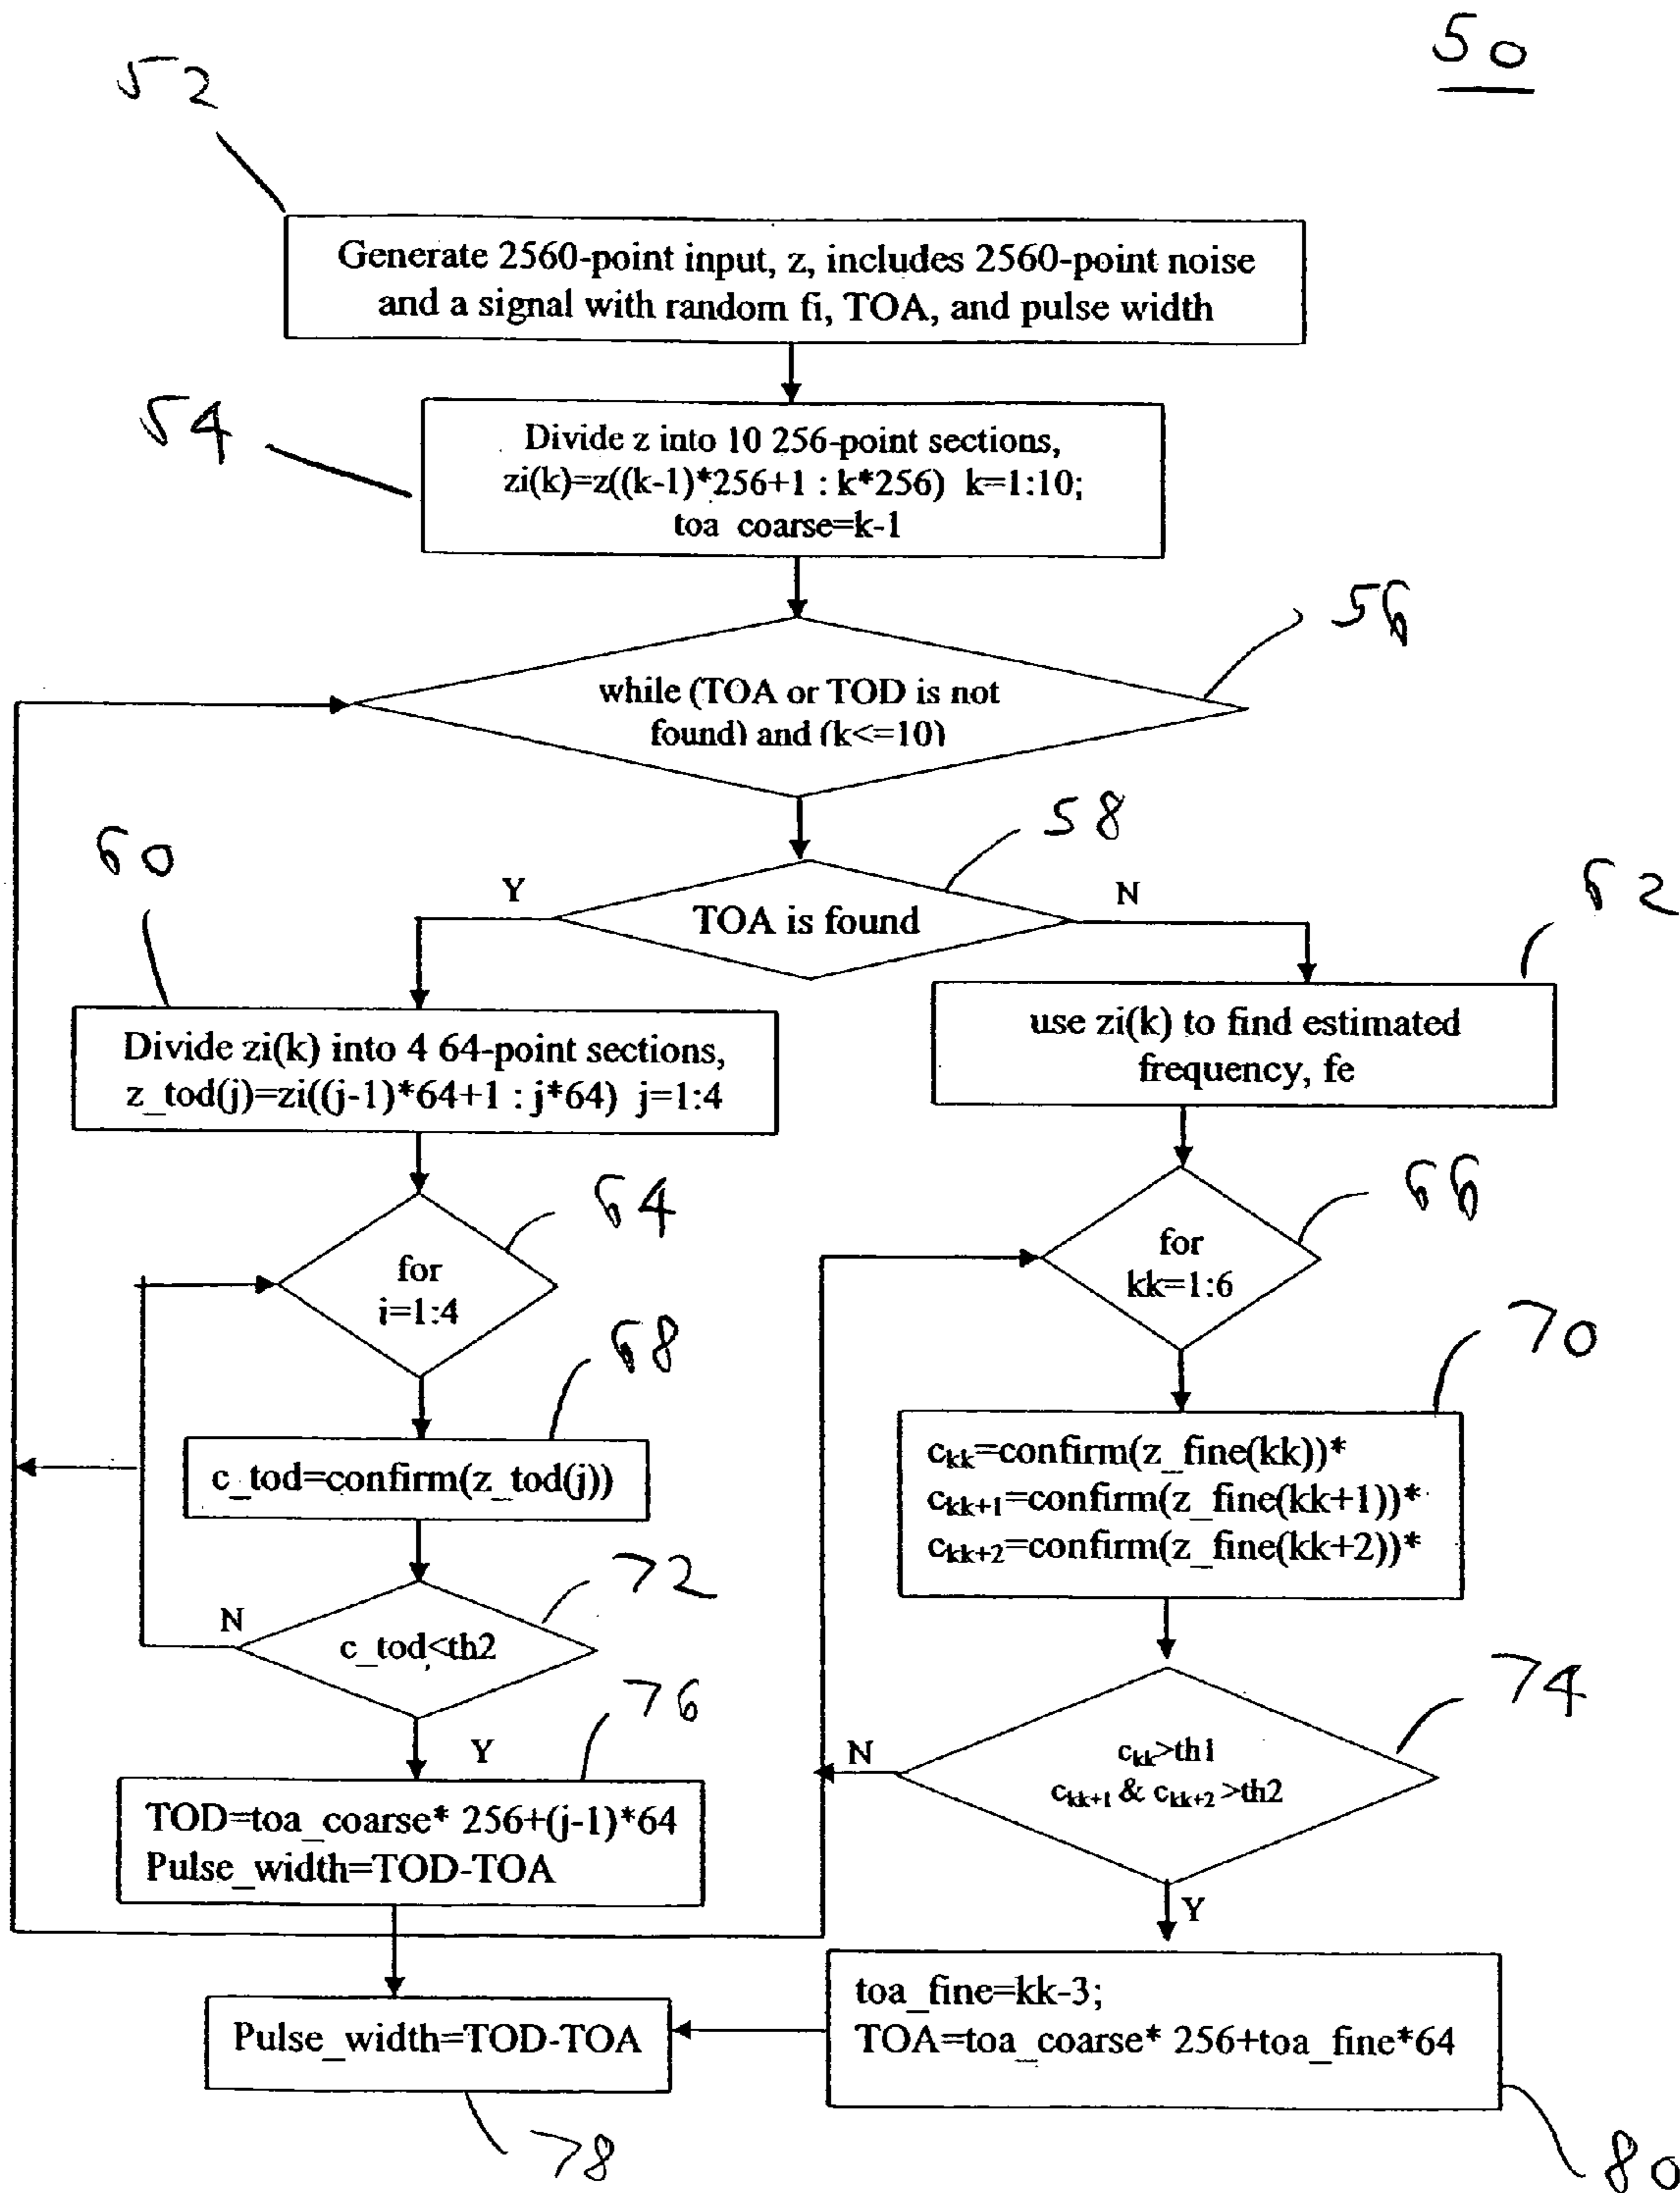 50
52
Generate 2560-point input, z, includes 2560-point noise
and a signal with random fi, TOA, and pulse width
54
Divide z into 10 256-point sections,
zi(k)=z((k-1)*256+1 : k*256) k=1:10;
toa coarse=k-1
56
while (TOA or TOD is not
found) and (k<=10)
58
Y
TOA is found
N
60
62
Divide zi(k) into 4 64-point sections,
z_tod(j)=zi((j-1)*64+1 : j*64) j=1:4
use zi(k) to find estimated
frequency, fe
64
66
for
i=1:4
for
kk=1:6
68
70
c_tod=confirm(z_tod(j))
ckk=confirm(z_fine(kk))*
ckk+1=confirm(z_fine(kk+1))*
ckk+2=confirm(z_fine(kk+2))*
72
74
N
c_tod<th2
76
Y
N
ckk>th1
ckk+1 & ckk+2 >th2
TOD=toa_coarse* 256+(j-1)*64
Pulse_width=TOD-TOA
Y
toa_fine=kk-3;
TOA=toa_coarse* 256+toa_fine*64
Pulse_width=TOD-TOA
78
80